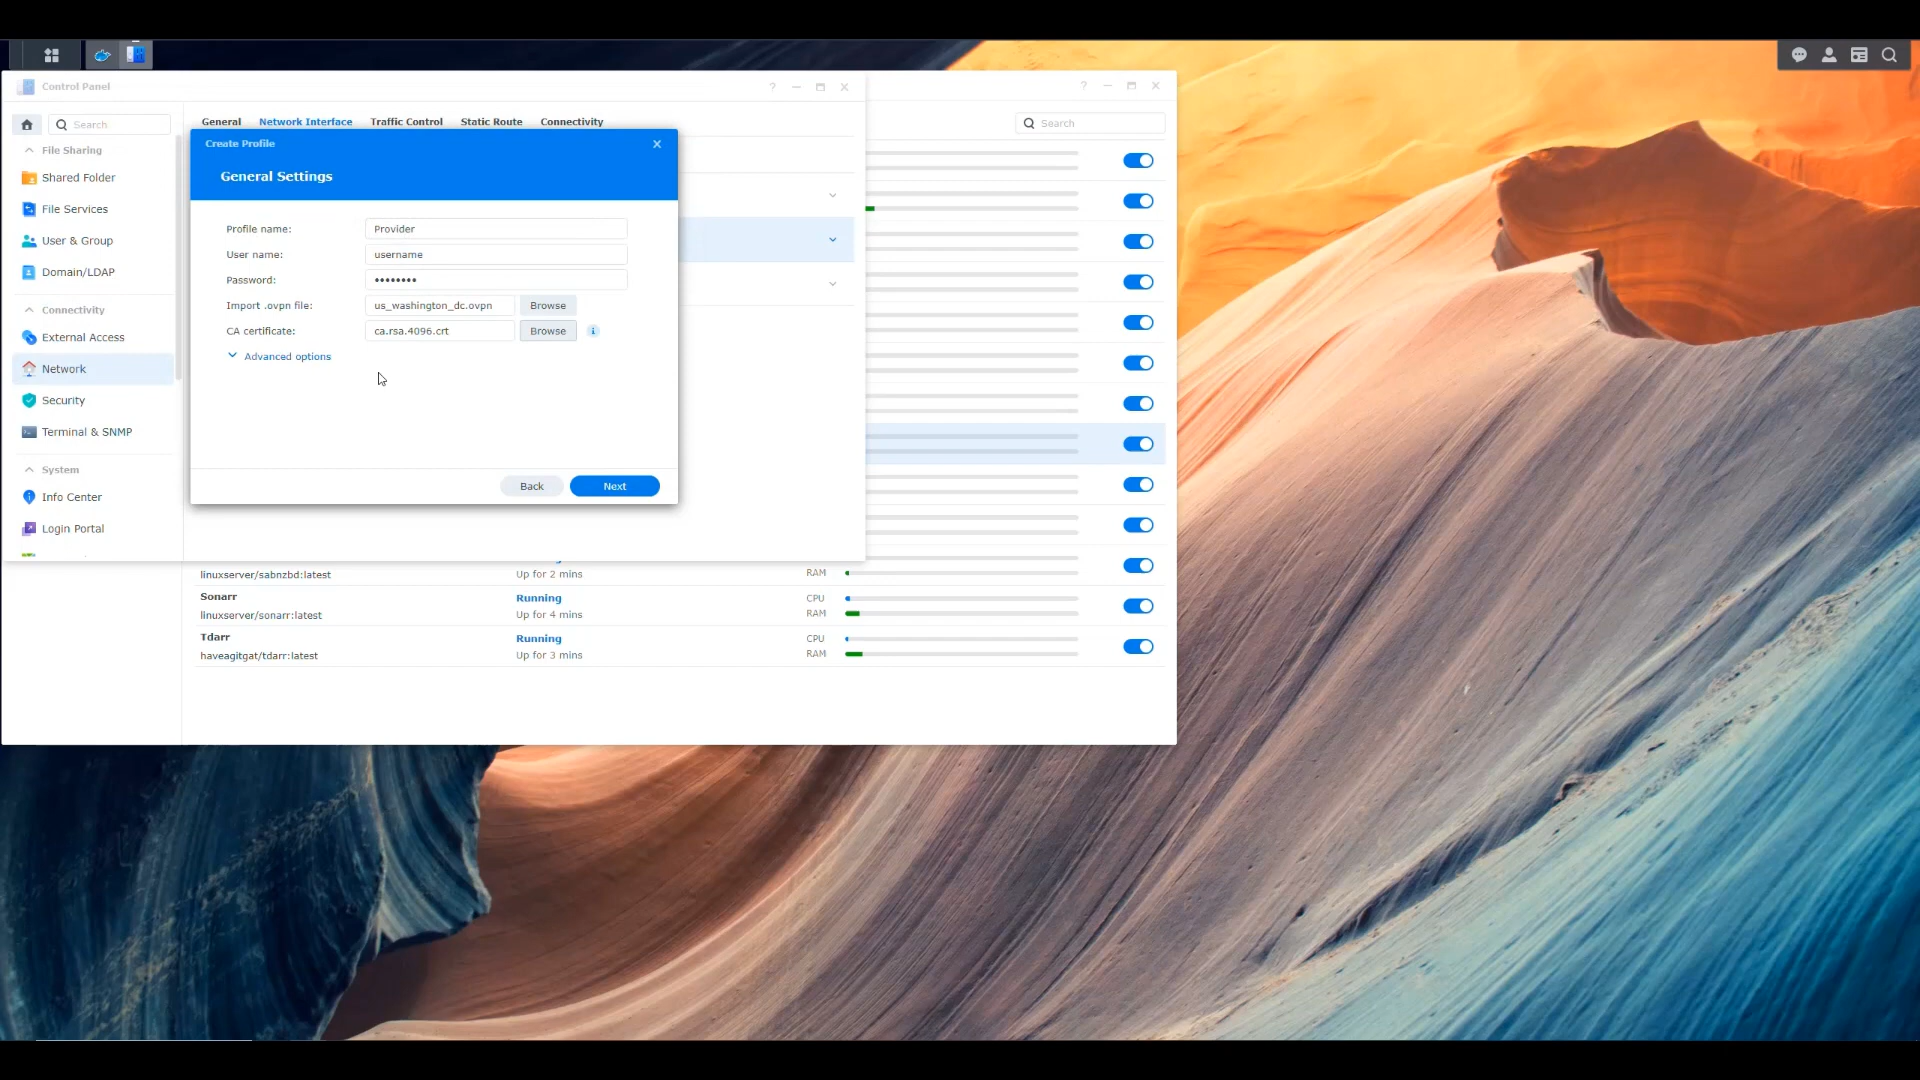 Control Panel
Search
File Sharing
Shared Folder
File Services
User & Group
Domain/LDAP
Connectivity
External Access
Network
Security
Terminal & SNMP
System
Info Center
Login Portal
General Network Interface Traffic Control Static Route Connectivity
Create Profile
General Settings
Profile name: Provider
User name: username
Password: ••••••••
Import .ovpn file: us_washington_dc.ovpn Browse
CA certificate: ca.rsa.4096.crt Browse
Advanced options
Back Next
Search
linuxserver/sabnzbd:latest Up for 2 mins RAM
Sonarr Running CPU
linuxserver/sonarr:latest Up for 4 mins RAM
Tdarr Running CPU
haveagitgat/tdarr:latest Up for 3 mins RAM